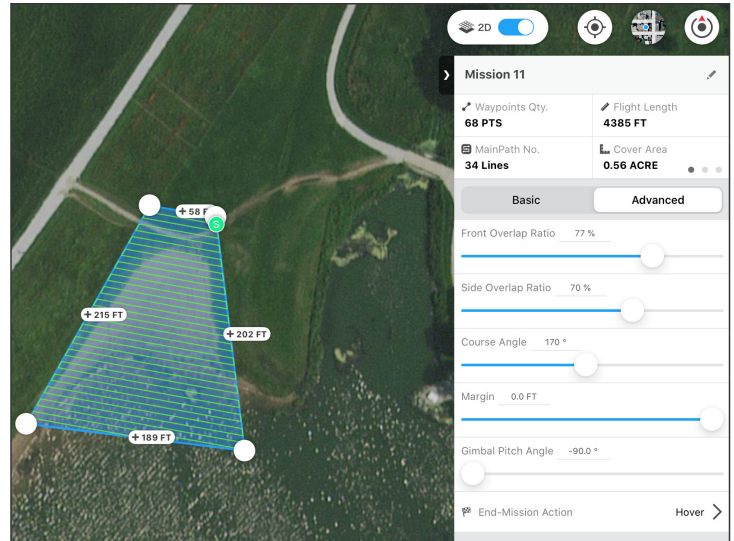 2D
Mission 11
Waypoints Qty.
Flight Length
68 PTS
4385 FT
MainPath No.
Cover Area
34 Lines
0.56 ACRE
Basic
Advanced
Front Overlap Ratio 77 %
Side Overlap Ratio 70 %
Course Angle 170 °
Margin 0.0 FT
Gimbal Pitch Angle -90.0 °
End-Mission Action
Hover
+ 58
S
+ 215 FT
+ 202 FT
+ 189 FT